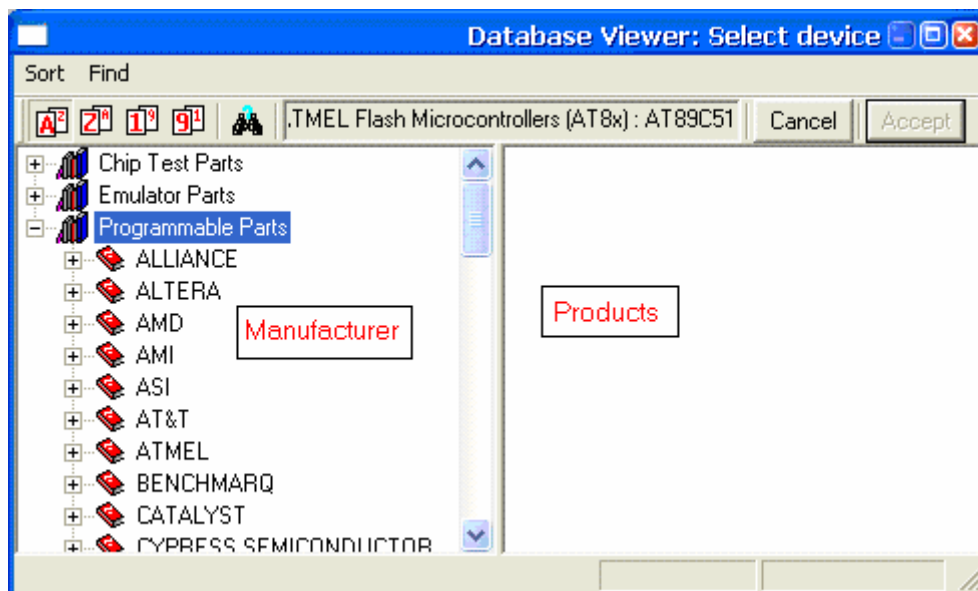 Database Viewer: Select device
Sort Find
.TMEL Flash Microcontrollers (AT8x) : AT89C51 Cancel Accept
Chip Test Parts
Emulator Parts
Programmable Parts
ALLIANCE
ALTERA
AMD
AMI
ASI
AT&T
ATMEL
BENCHMARQ
CATALYST
CYPRESS SEMICONDUCTOR
Manufacturer
Products